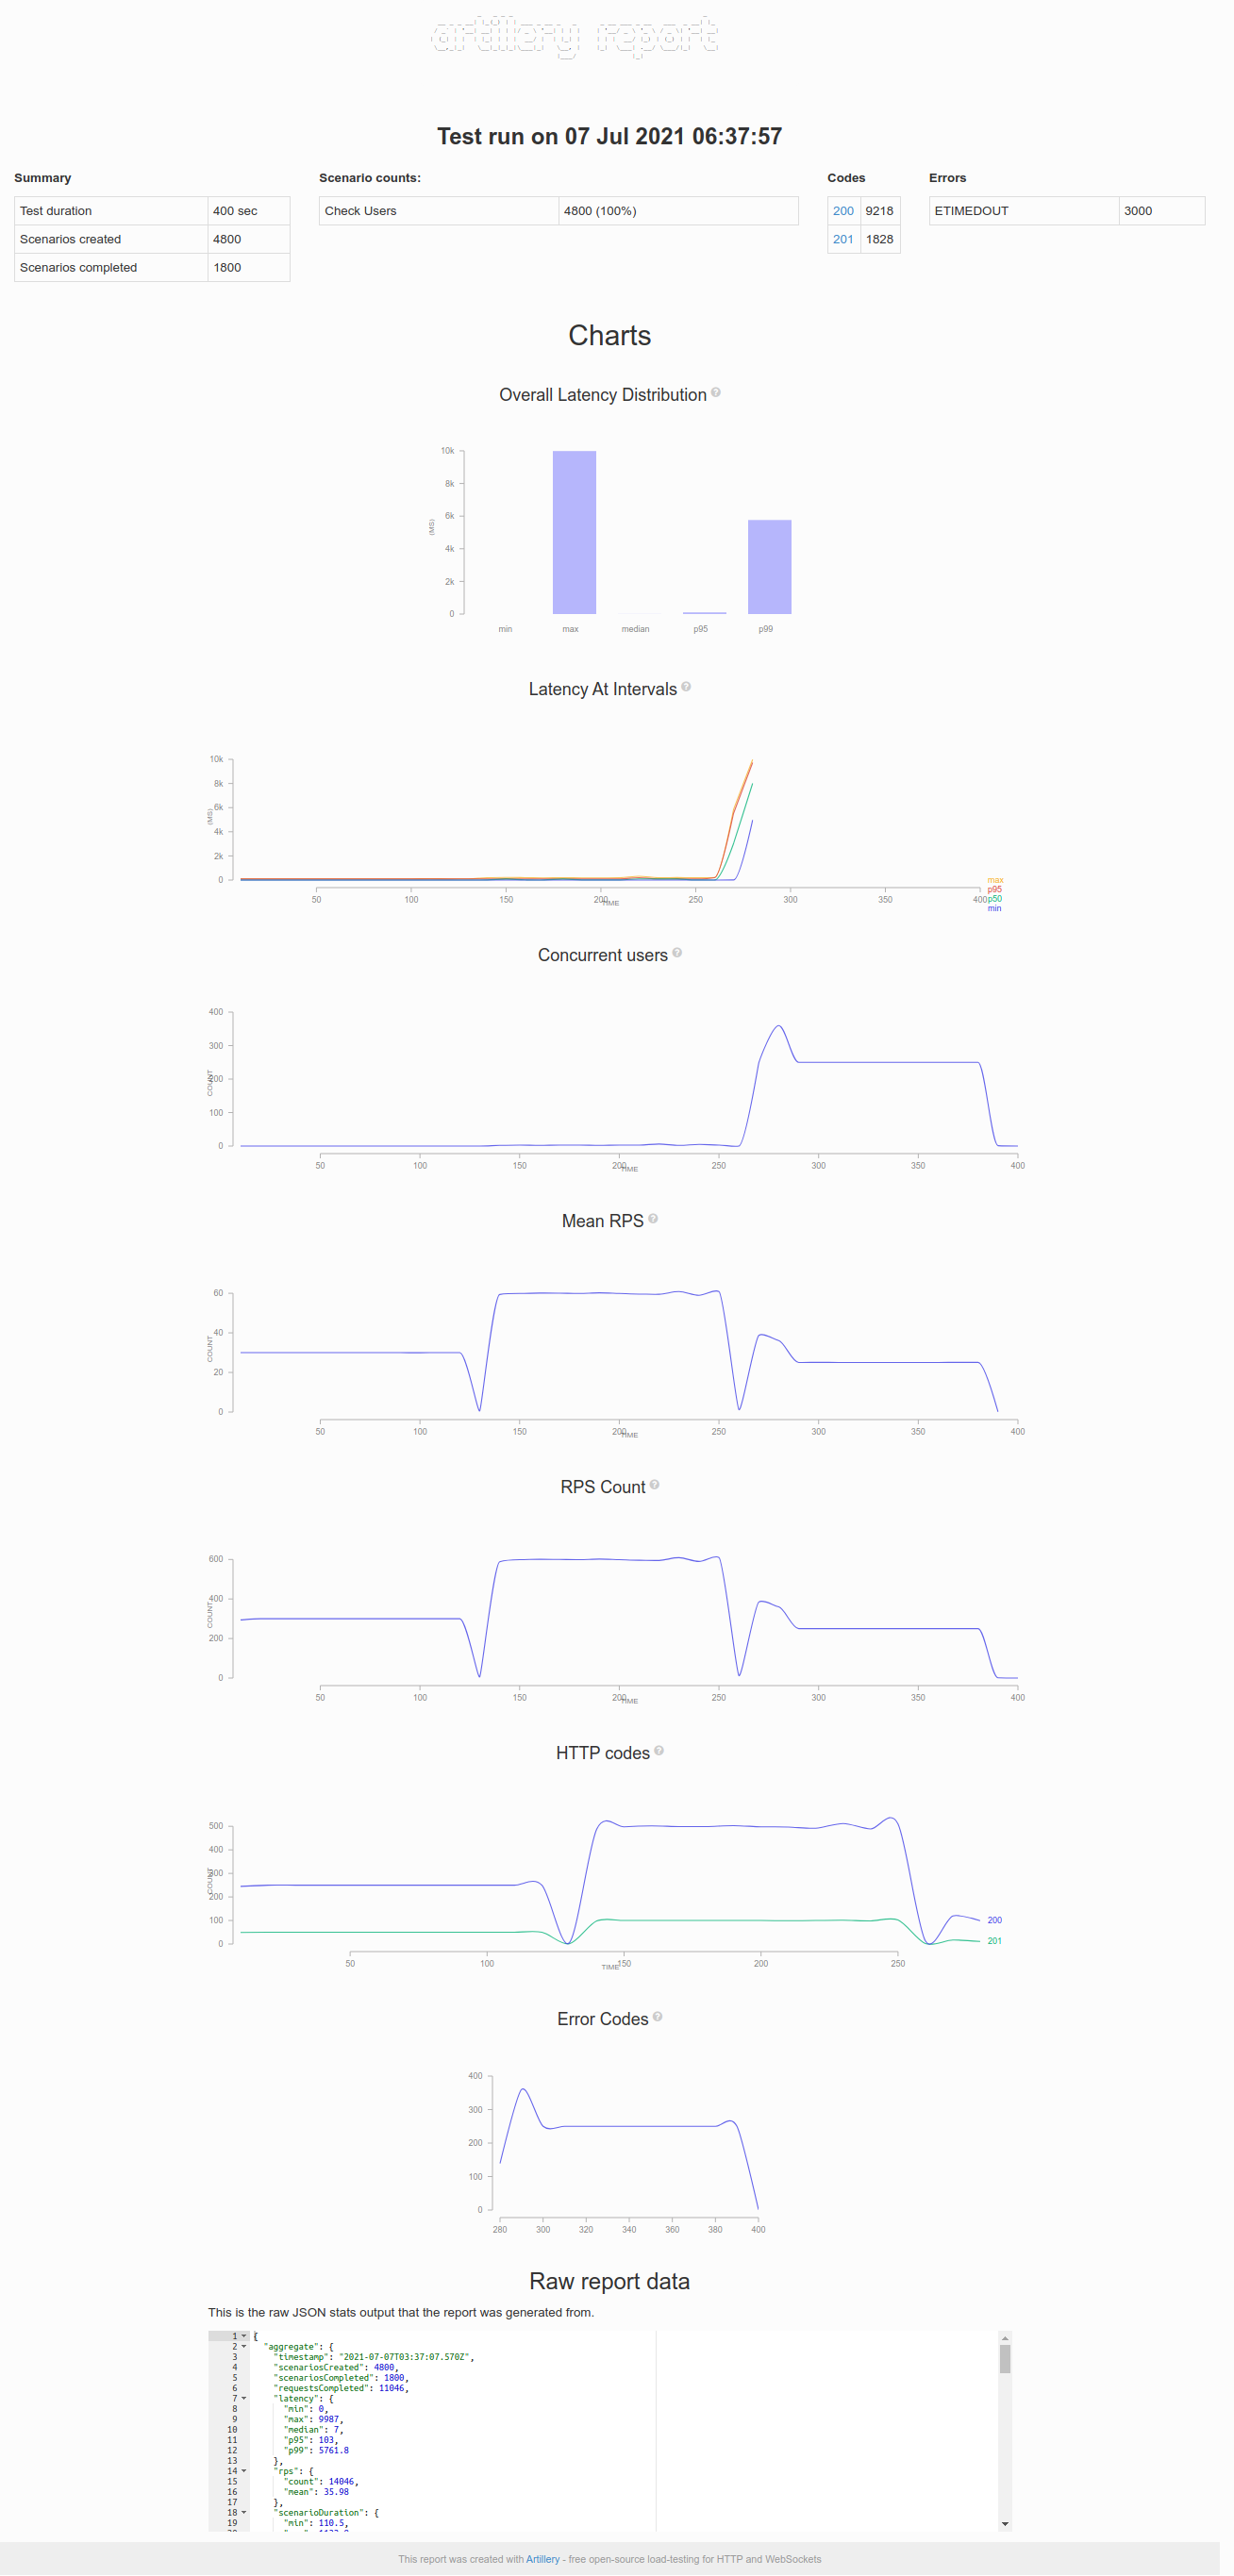 Test run on 07 Jul 2021 06:37:57
Summary
Test duration 400 sec
Scenarios created 4800
Scenarios completed 1800
Scenario counts:
Check Users 4800 (100%)
Codes
200 9218
201 1828
Errors
ETIMEDOUT 3000
Charts
Overall Latency Distribution ?
10k
8k
6k
4k
2k
0
(MS)
min max median p95 p99
Latency At Intervals ?
10k
8k
6k
4k
2k
0
(MS)
50 100 150 200 250 300 350 400
TIME
max
p95
p50
min
Concurrent users ?
400
300
200
100
0
COUNT
50 100 150 200 250 300 350 400
TIME
Mean RPS ?
60
40
20
0
COUNT
50 100 150 200 250 300 350 400
TIME
RPS Count ?
600
400
200
0
COUNT
50 100 150 200 250 300 350 400
TIME
HTTP codes ?
500
400
300
200
100
0
COUNT
50 100 150 200 250
TIME
200
201
Error Codes ?
400
300
200
100
0
280 300 320 340 360 380 400
Raw report data
This is the raw JSON stats output that the report was generated from.
1 {
2 "aggregate": {
3 "timestamp": "2021-07-07T03:37:07.570Z",
4 "scenariosCreated": 4800,
5 "scenariosCompleted": 1800,
6 "requestsCompleted": 11046,
7 "latency": {
8 "min": 0,
9 "max": 9987,
10 "median": 7,
11 "p95": 103,
12 "p99": 5761.8
13 },
14 "rps": {
15 "count": 14046,
16 "mean": 35.98
17 },
18 "scenarioDuration": {
19 "min": 110.5,
This report was created with Artillery - free open-source load-testing for HTTP and WebSockets